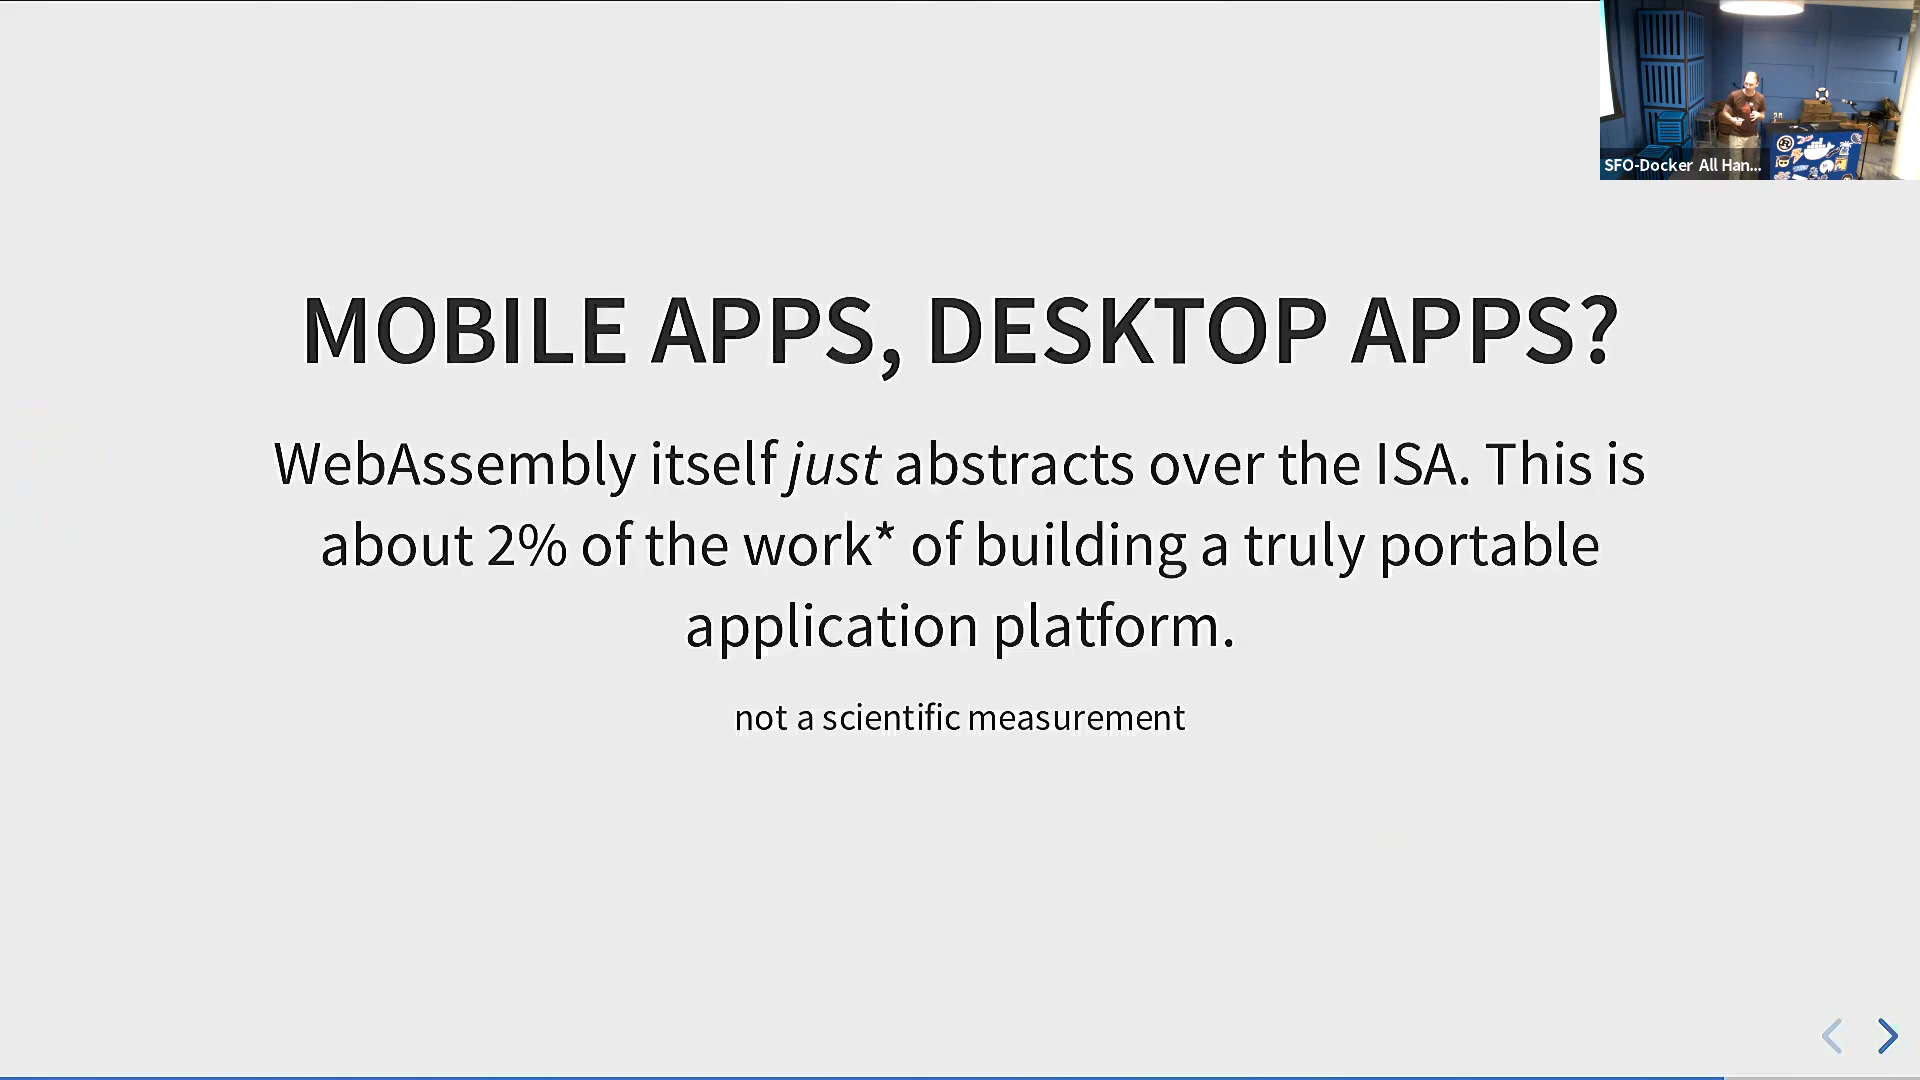 SFO-Docker All Han...
MOBILE APPS, DESKTOP APPS?
WebAssembly itself just abstracts over the ISA. This is
about 2% of the work* of building a truly portable
application platform.
not a scientific measurement